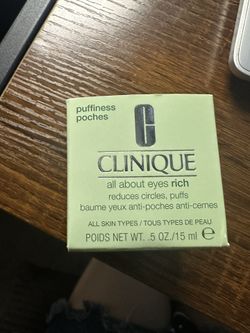 puffiness
poches
CLINIQUE
all about eyes rich
reduces circles, puffs
baume yeux anti-poches anti-cernes
ALL SKIN TYPES / TOUS TYPES DE PEAU
POIDS NET WT. .5 OZ./15 ml ℮